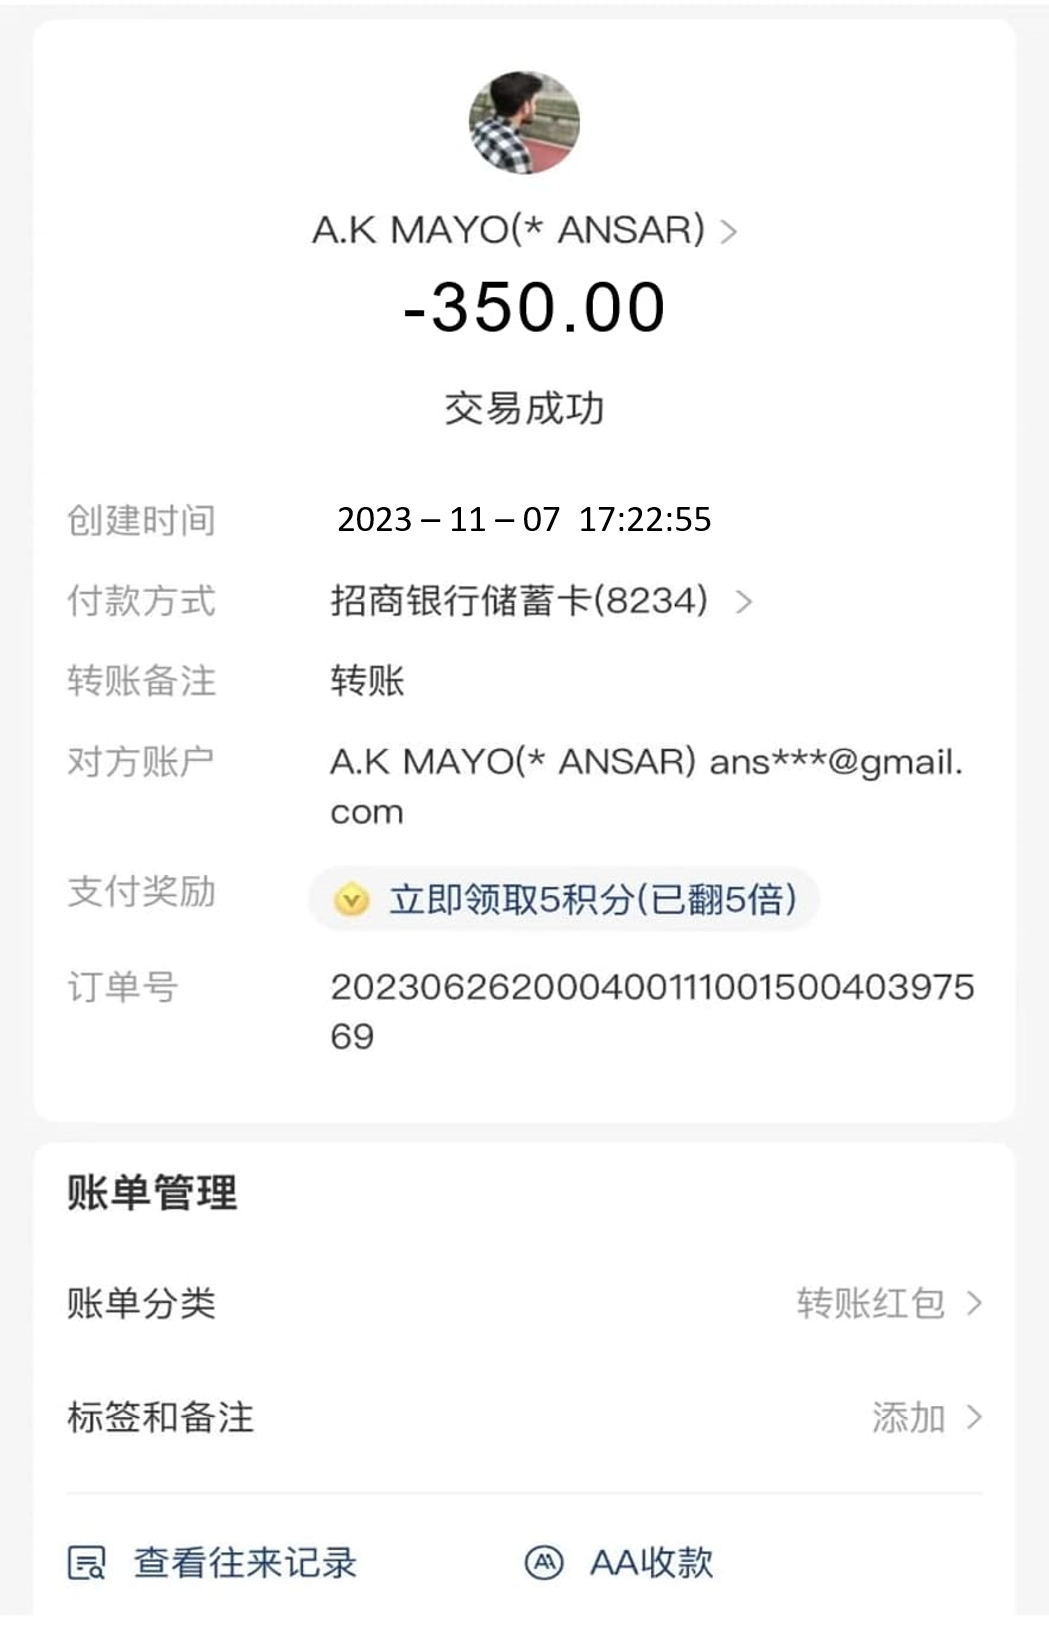 A.K MAYO(* ANSAR) >
-350.00
交易成功
创建时间 2023 – 11 – 07 17:22:55
付款方式 招商银行储蓄卡(8234) >
转账备注 转账
对方账户 A.K MAYO(* ANSAR) ans***@gmail.
com
支付奖励 立即领取5积分(已翻5倍)
订单号 20230626200040011100150040397​5
69
账单管理
账单分类 转账红包 >
标签和备注 添加 >
查看往来记录 AA收款